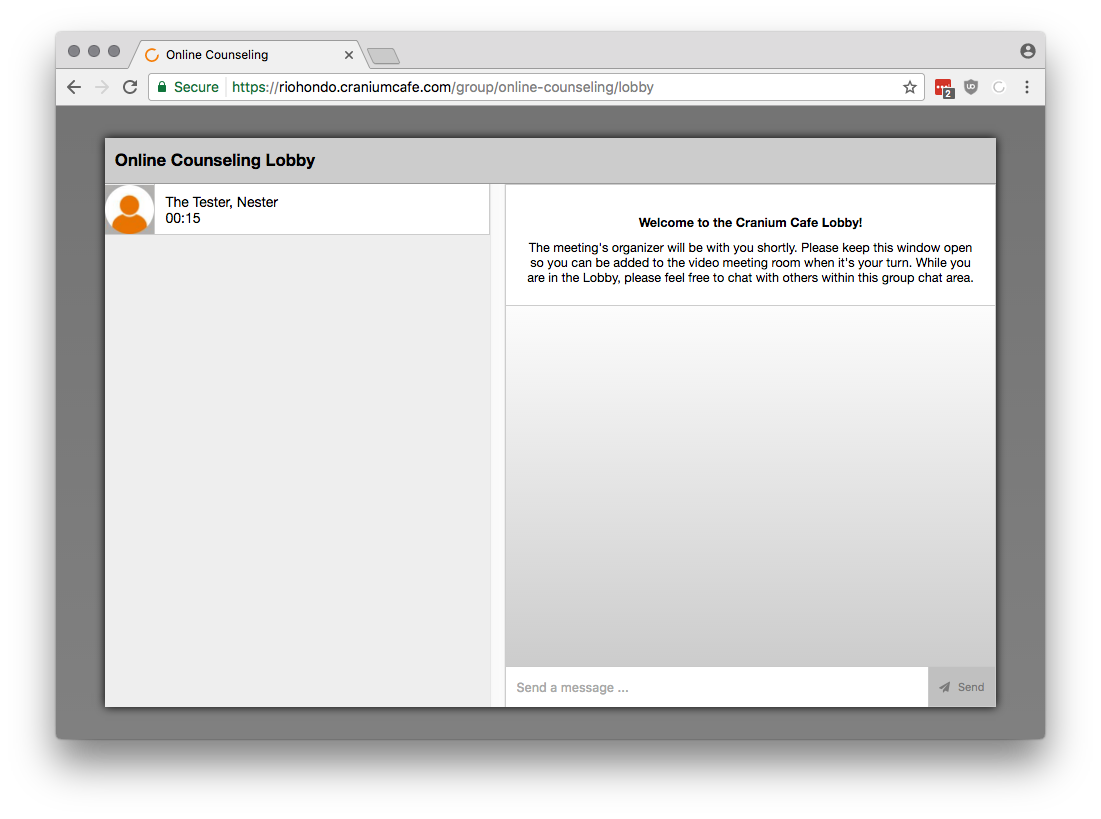 Online Counseling
Secure https://riohondo.craniumcafe.com/group/online-counseling/lobby
2
Online Counseling Lobby
The Tester, Nester
00:15
Welcome to the Cranium Cafe Lobby!
The meeting's organizer will be with you shortly. Please keep this window open
so you can be added to the video meeting room when it's your turn. While you
are in the Lobby, please feel free to chat with others within this group chat area.
Send a message ...
Send